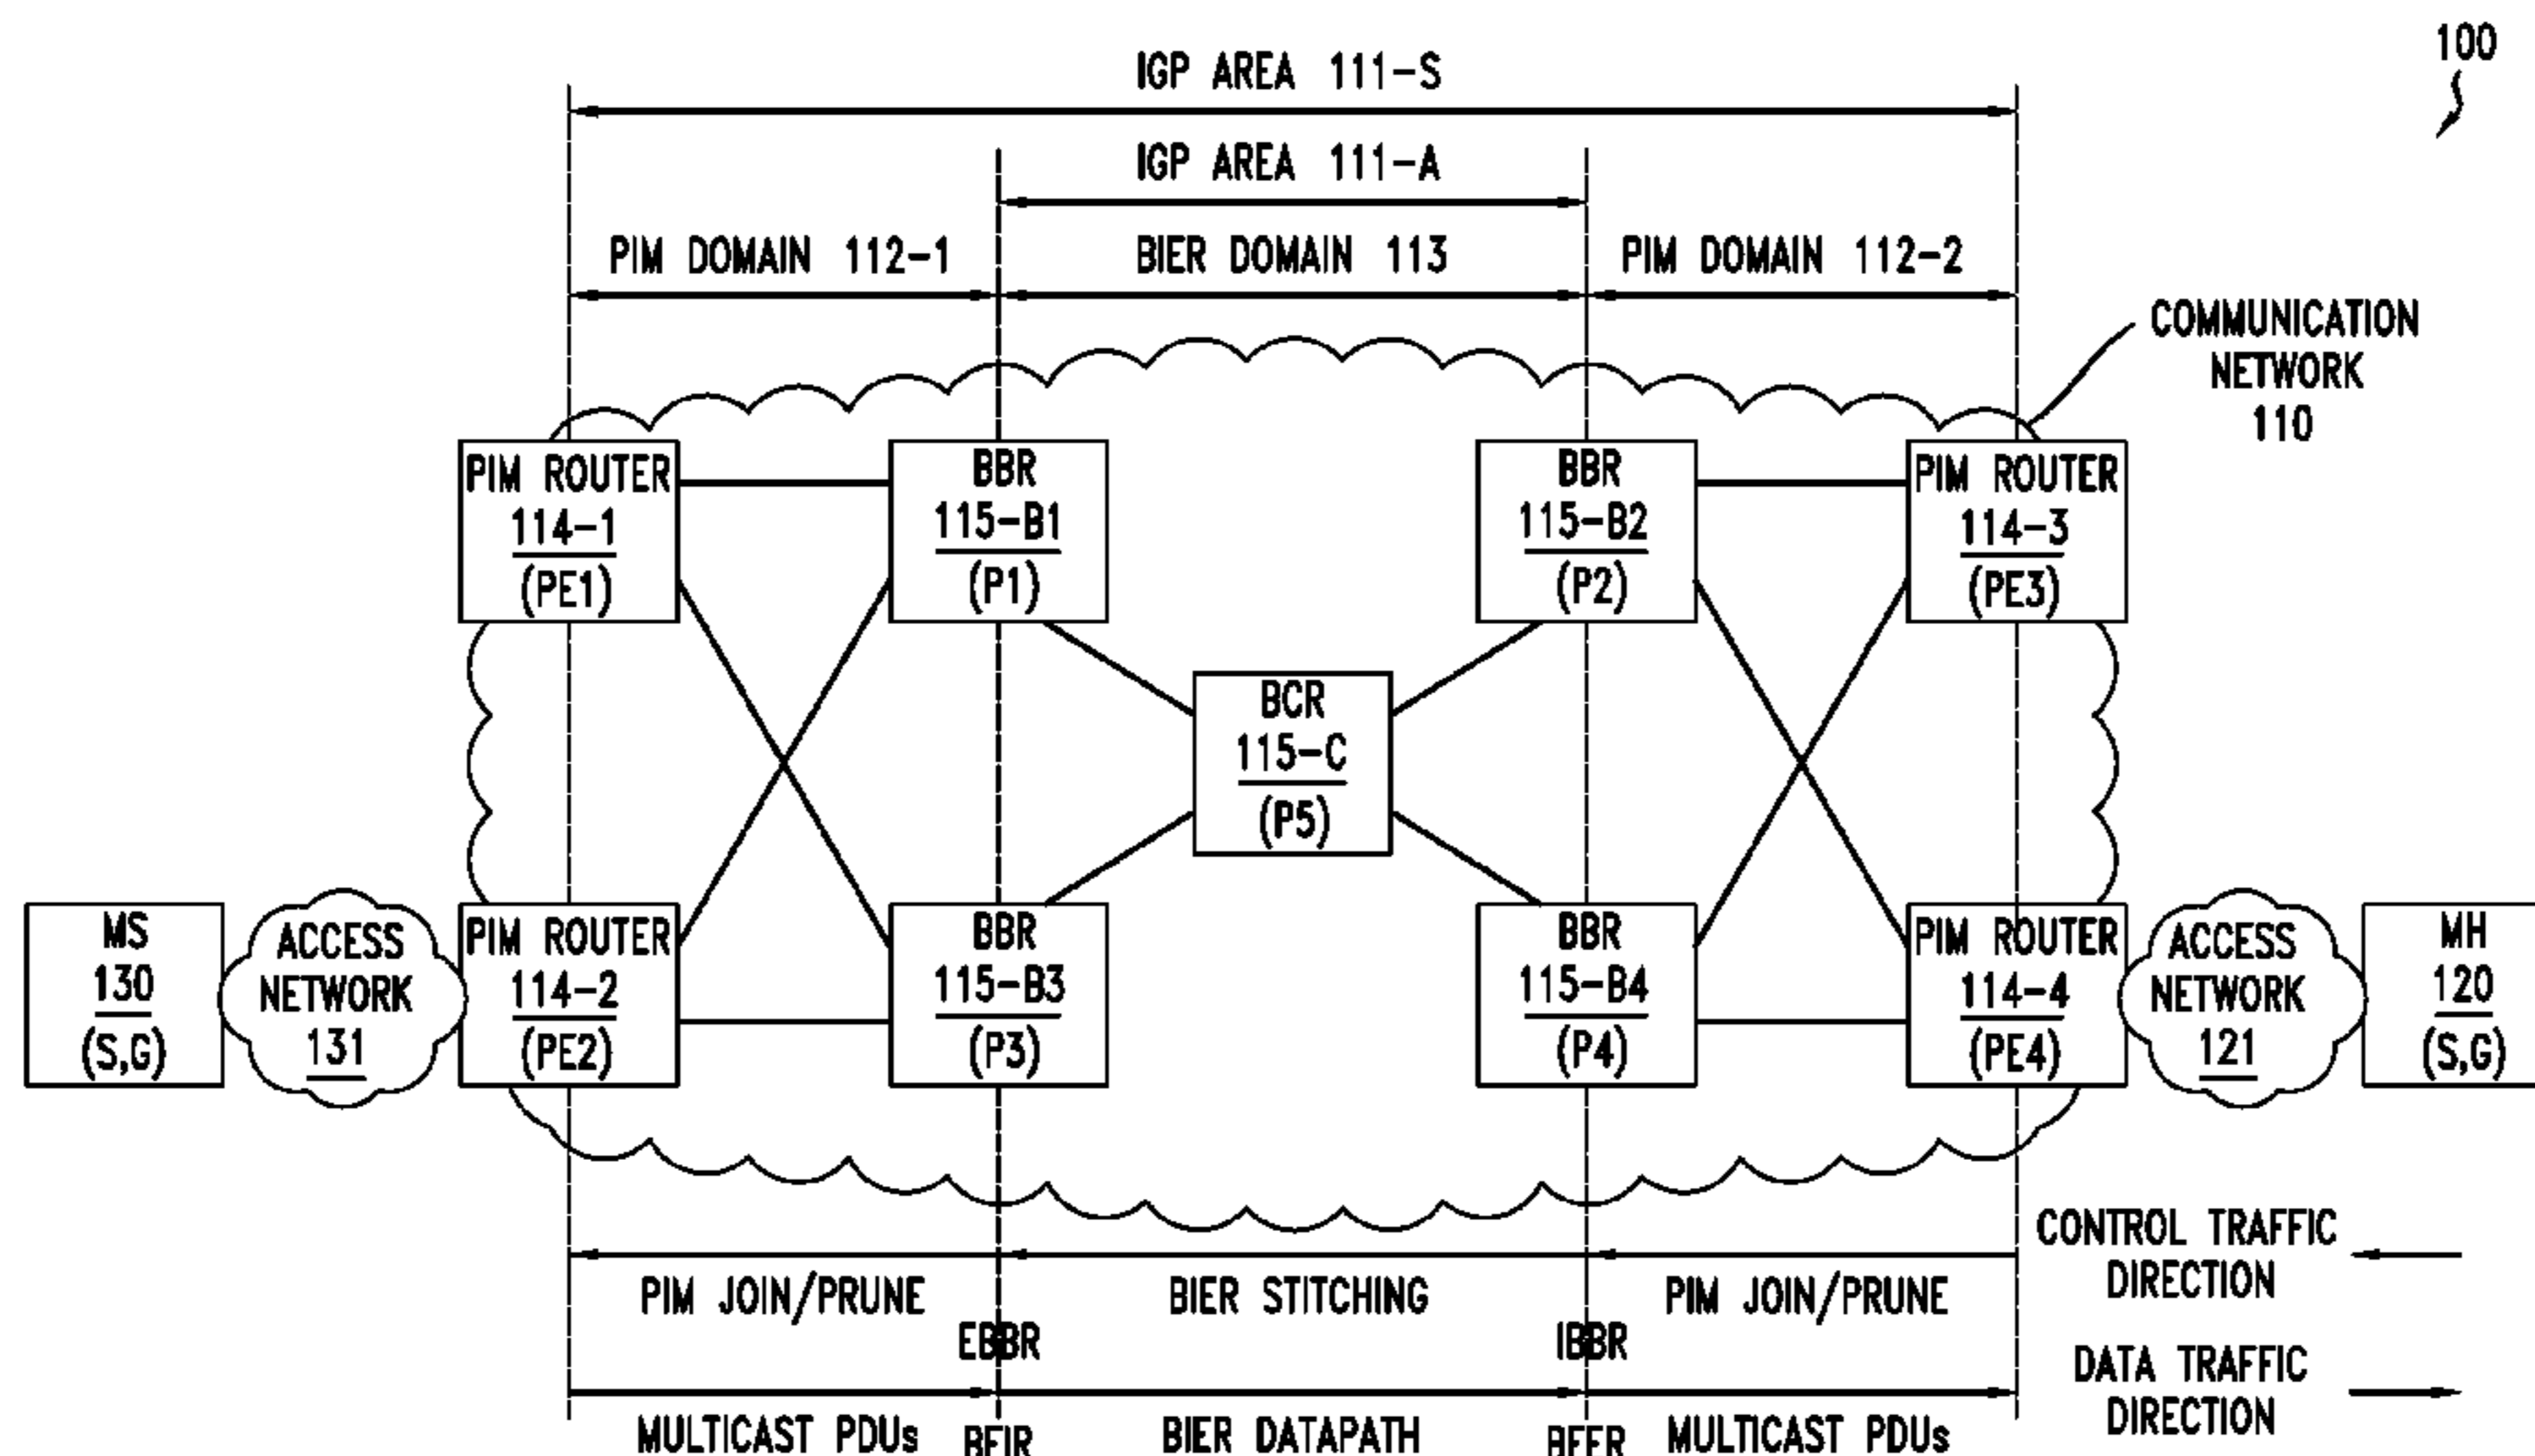 100
IGP AREA 111-S
IGP AREA 111-A
PIM DOMAIN 112-1
BIER DOMAIN 113
PIM DOMAIN 112-2
COMMUNICATION
NETWORK
110
PIM ROUTER
114-1
(PE1)
BBR
115-B1
(P1)
BBR
115-B2
(P2)
PIM ROUTER
114-3
(PE3)
BCR
115-C
(P5)
MS
130
(S,G)
ACCESS
NETWORK
131
PIM ROUTER
114-2
(PE2)
BBR
115-B3
(P3)
BBR
115-B4
(P4)
PIM ROUTER
114-4
(PE4)
ACCESS
NETWORK
121
MH
120
(S,G)
CONTROL TRAFFIC
DIRECTION
PIM JOIN/PRUNE
BIER STITCHING
PIM JOIN/PRUNE
EBBR
IBBR
DATA TRAFFIC
DIRECTION
MULTICAST PDUs
BFIR
BIER DATAPATH
BFER
MULTICAST PDUs